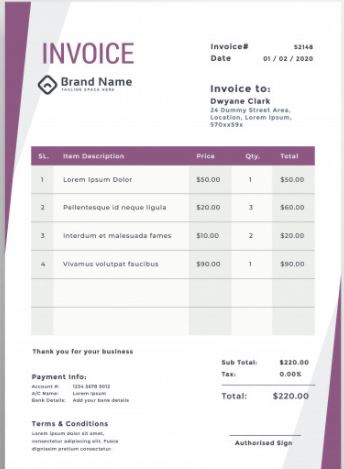 INVOICE
Invoice# 52148
Date 01 / 02 / 2020
Brand Name
TAGLINE SPACE HERE
Invoice to:
Dwyane Clark
24 Dummy Street Area,
Location, Lorem Ipsum,
570xx59x
SL. Item Description Price Qty. Total
1 Lorem Ipsum Dolor $50.00 1 $50.00
2 Pellentesque id neque ligula $20.00 3 $60.00
3 Interdum et malesuada fames $10.00 2 $20.00
4 Vivamus volutpat faucibus $90.00 1 $90.00
Thank you for your business
Sub Total: $220.00
Tax: 0.00%
Total: $220.00
Payment Info:
Account #: 1234 5678 9012
A/C Name: Lorem Ipsum
Bank Details: Add your bank details
Terms & Conditions
Lorem ipsum dolor sit amet,
consectetur adipiscing elit. Fusce
dignissim pretium consectetur.
Authorised Sign